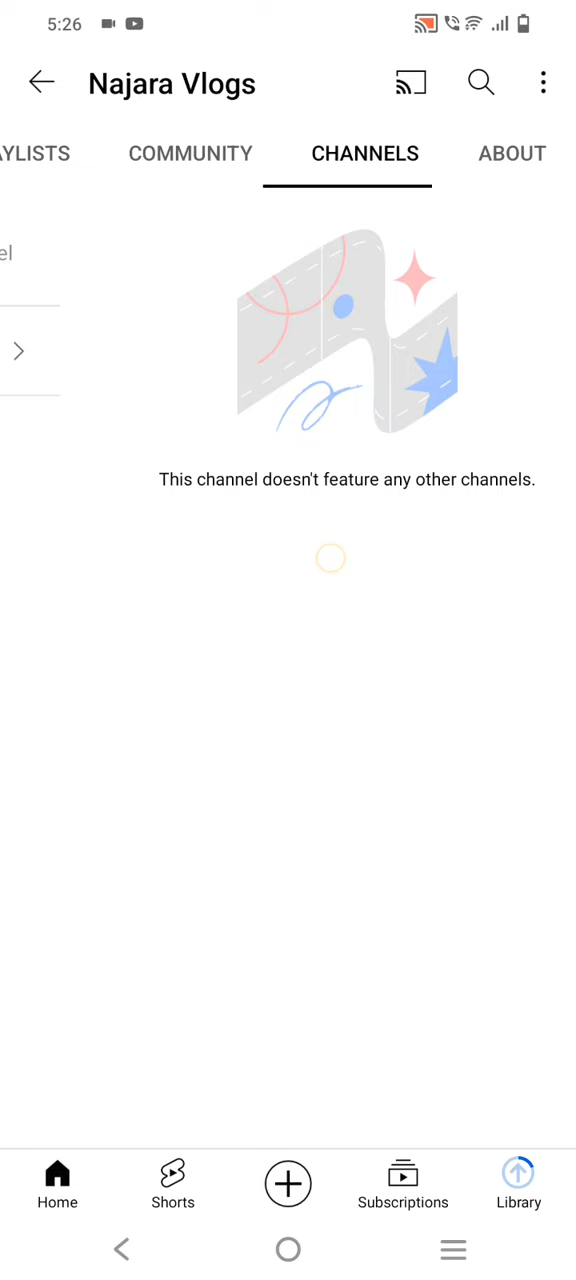 5:26
Najara Vlogs
AYLISTS COMMUNITY CHANNELS ABOUT
el
This channel doesn't feature any other channels.
Home Shorts Subscriptions Library